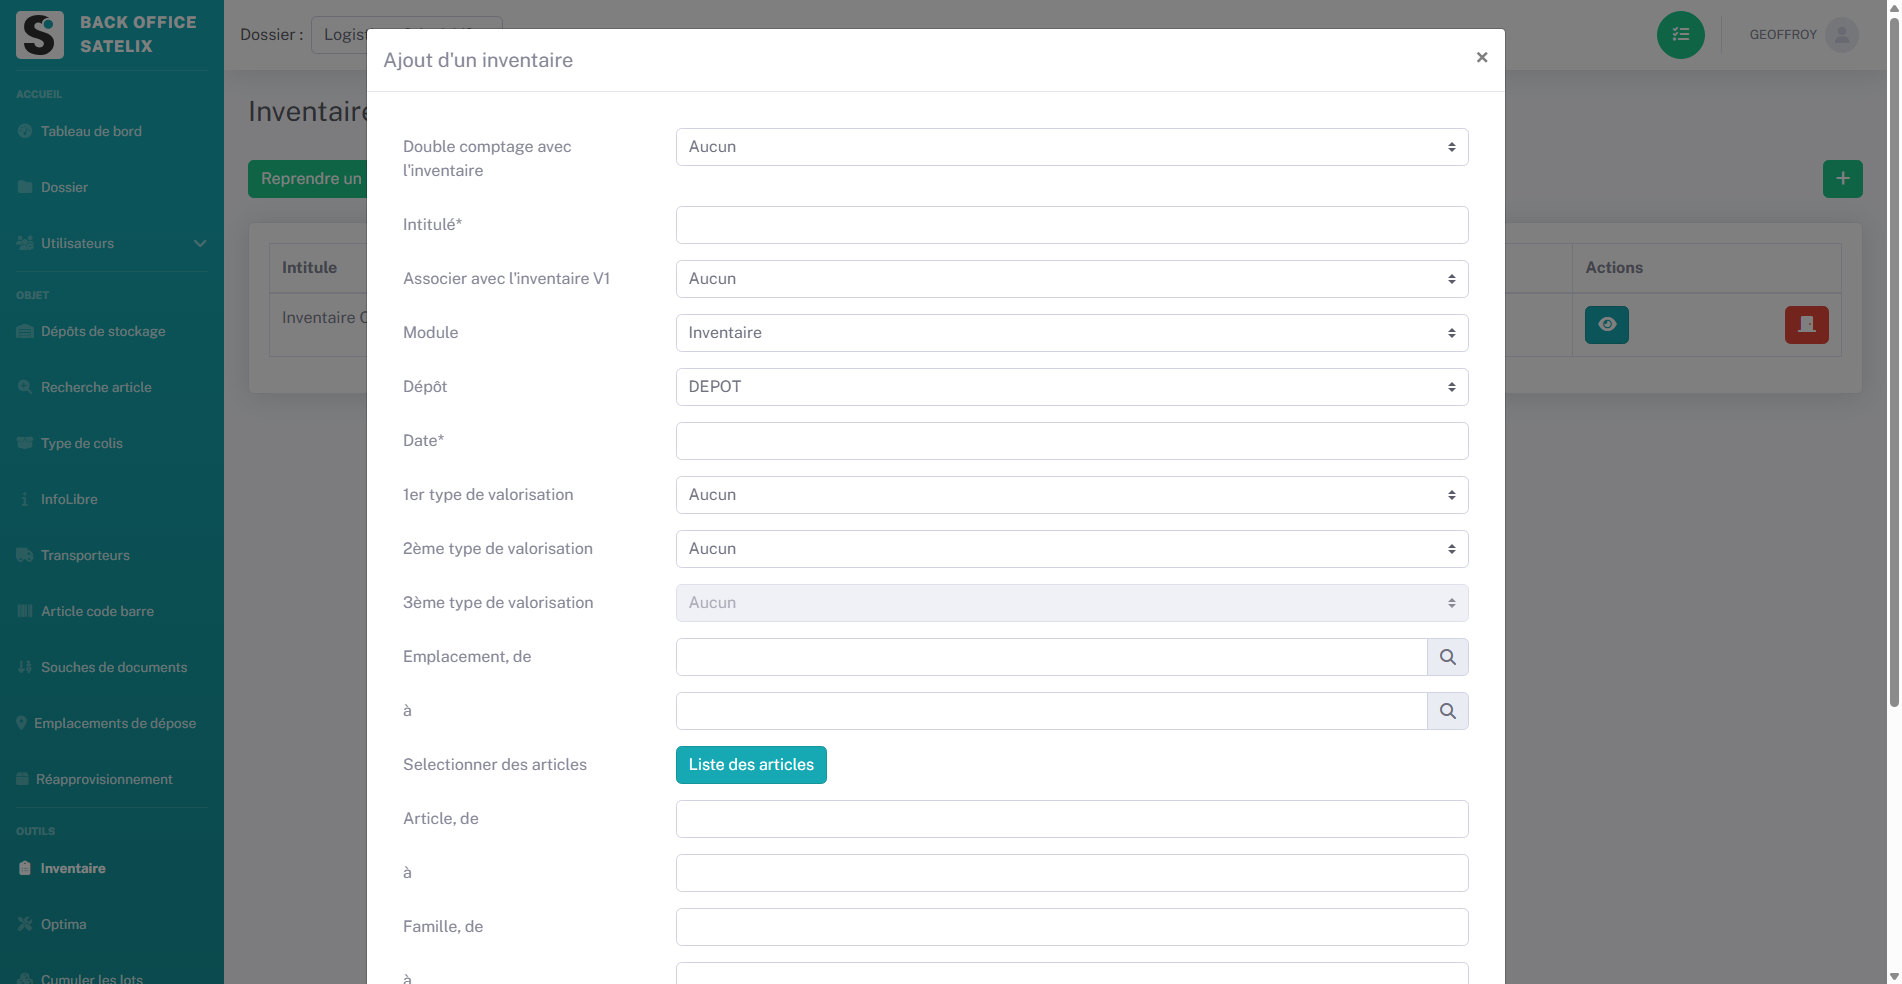 BACK OFFICE
SATELIX
ACCUEIL
Tableau de bord
Dossier
Utilisateurs
OBJET
Dépôts de stockage
Recherche article
Type de colis
InfoLibre
Transporteurs
Article code barre
Souches de documents
Emplacements de dépose
Réapprovisionnement
OUTILS
Inventaire
Optima
Cumuler les lots
Dossier :
GEOFFROY
Inventaire
Reprendre un
+
Intitule
Actions
Inventaire
Ajout d'un inventaire
×
Double comptage avec
l'inventaire
Aucun
Intitulé*
Associer avec l'inventaire V1
Aucun
Module
Inventaire
Dépôt
DEPOT
Date*
1er type de valorisation
Aucun
2ème type de valorisation
Aucun
3ème type de valorisation
Aucun
Emplacement, de
à
Selectionner des articles
Liste des articles
Article, de
à
Famille, de
à